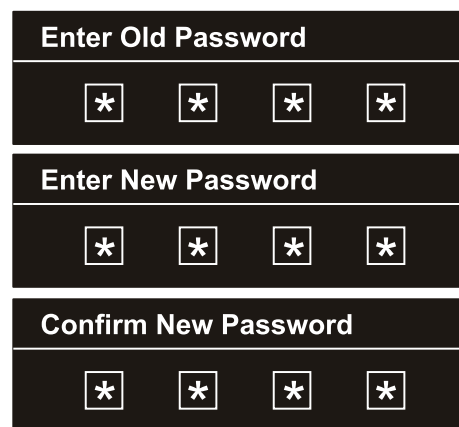 Enter Old Password
* * * *
Enter New Password
* * * *
Confirm New Password
* * * *